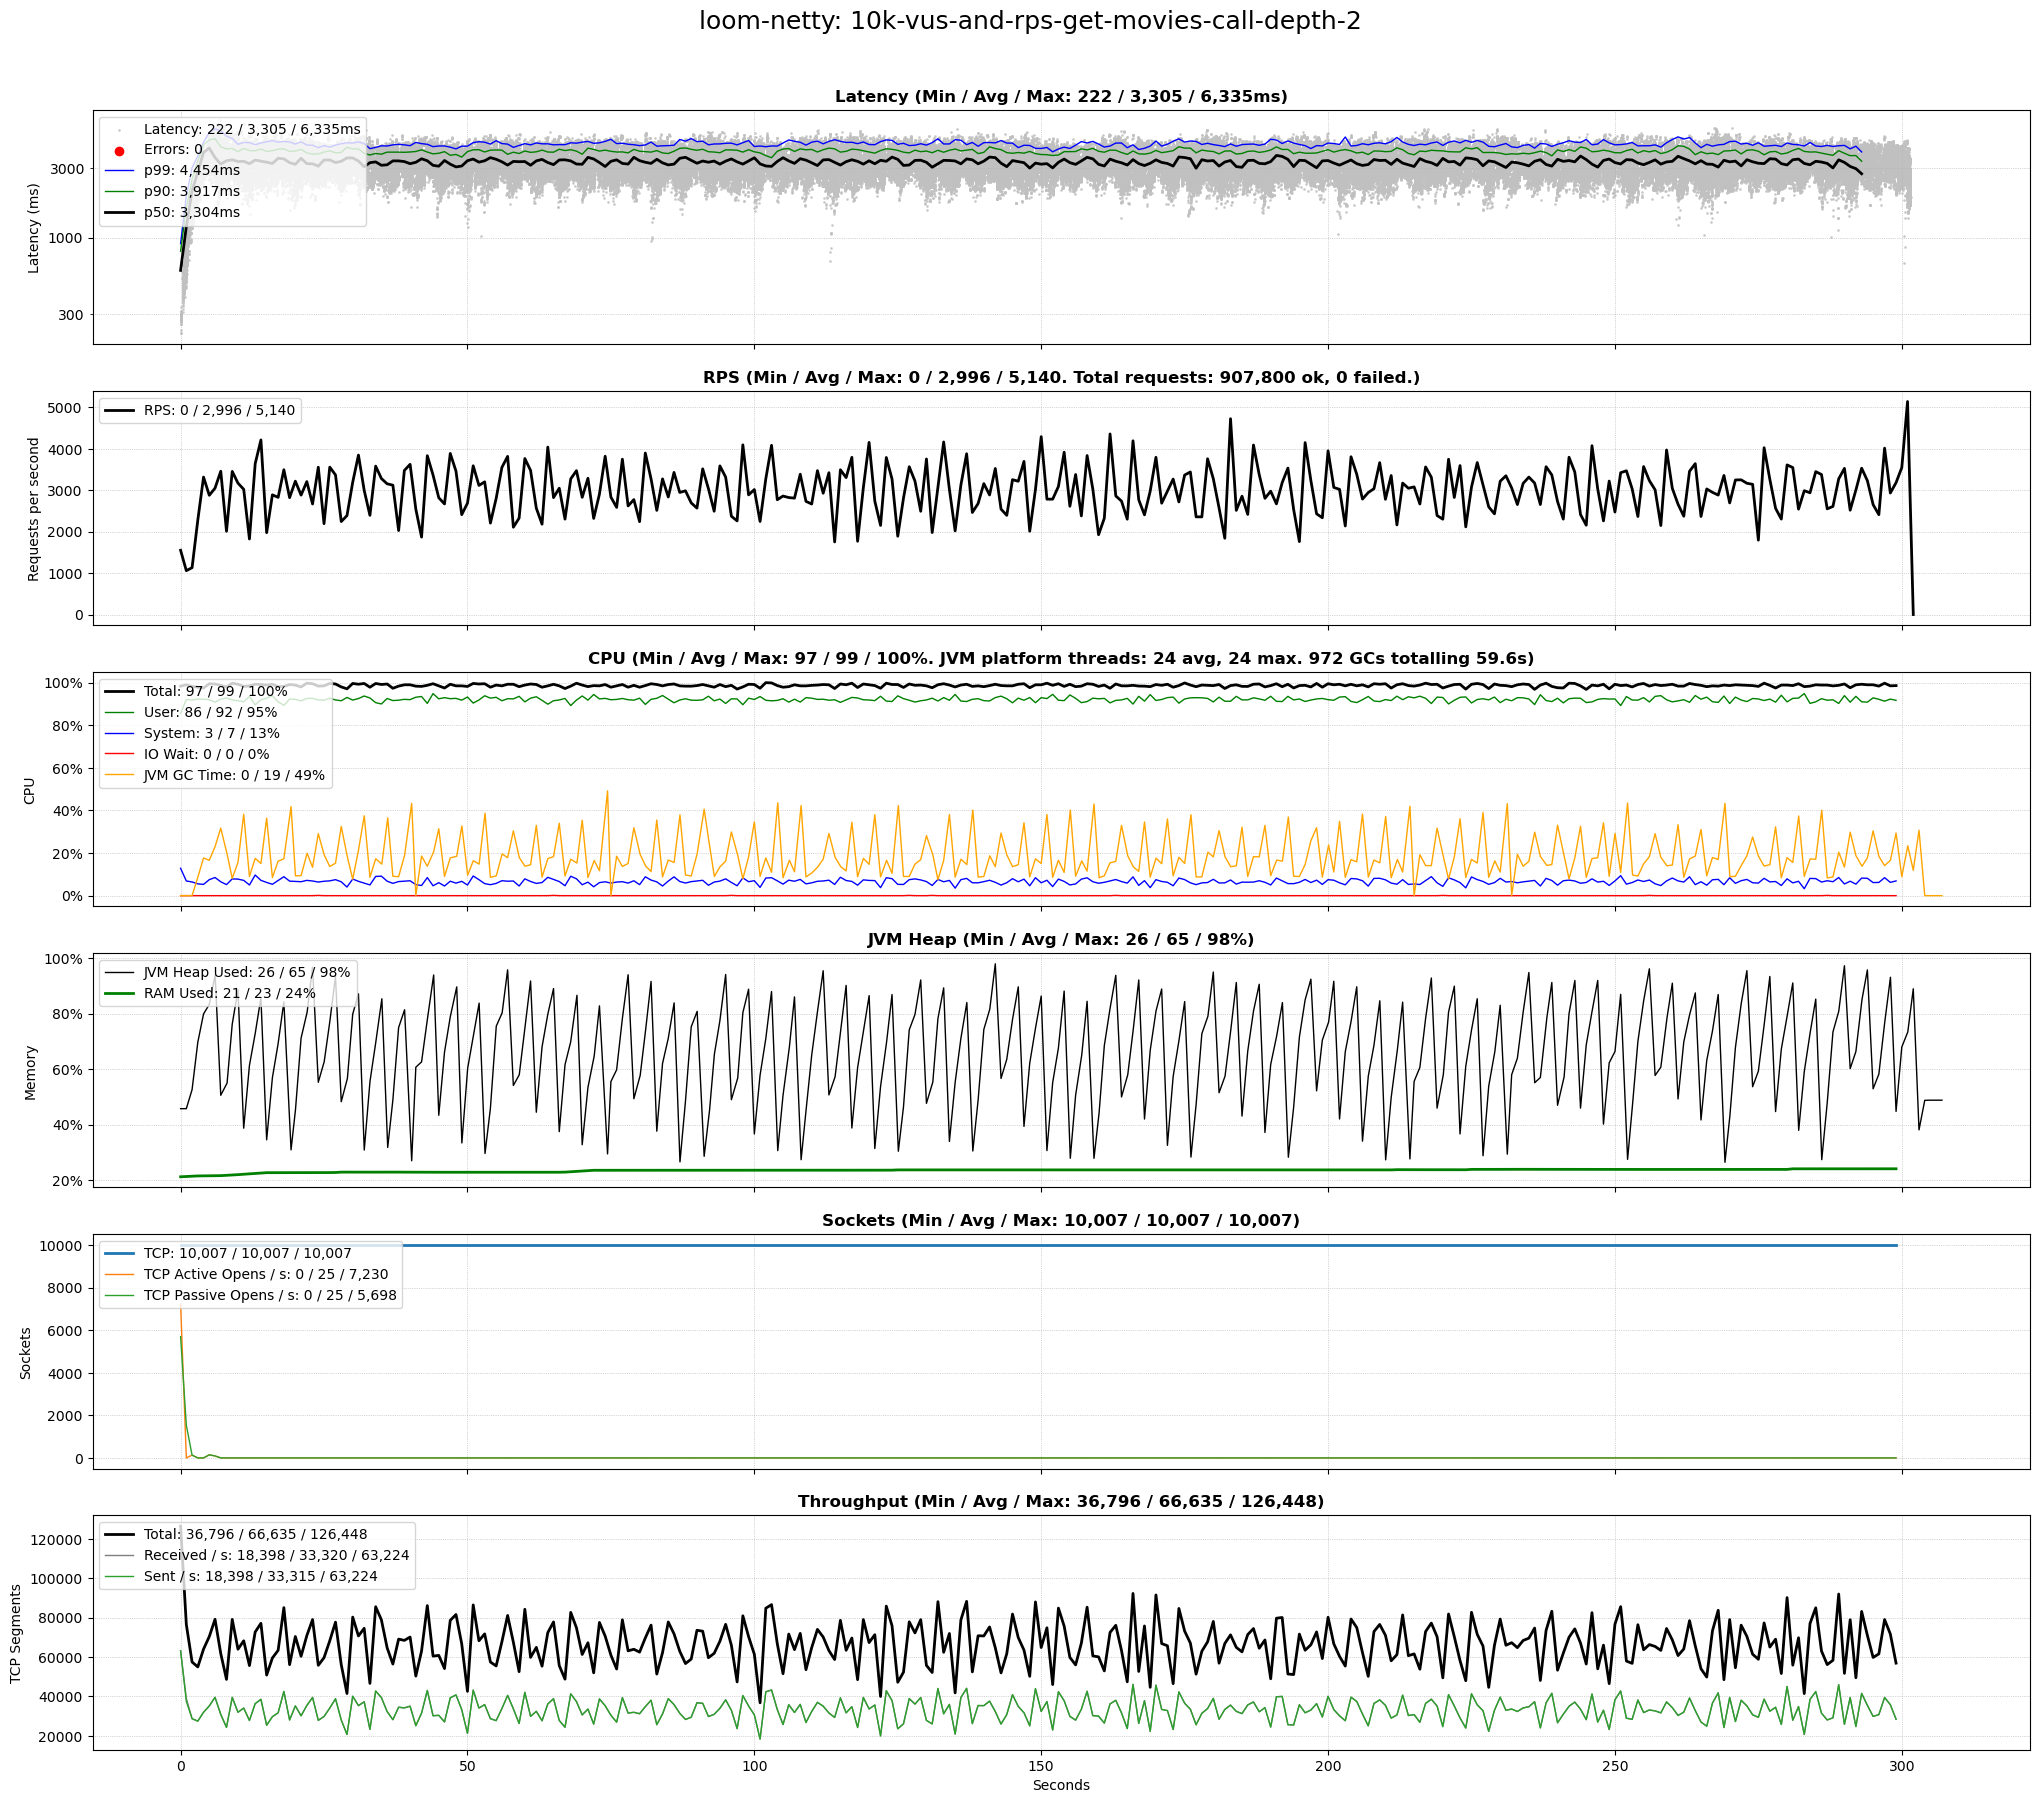 loom-netty: 10k-vus-and-rps-get-movies-call-depth-2
Latency (Min / Avg / Max: 222 / 3,305 / 6,335ms)
Latency (ms)
3000
1000
300
Latency: 222 / 3,305 / 6,335ms
Errors: 0
p99: 4,454ms
p90: 3,917ms
p50: 3,304ms
RPS (Min / Avg / Max: 0 / 2,996 / 5,140. Total requests: 907,800 ok, 0 failed.)
Requests per second
5000
4000
3000
2000
1000
0
RPS: 0 / 2,996 / 5,140
CPU (Min / Avg / Max: 97 / 99 / 100%. JVM platform threads: 24 avg, 24 max. 972 GCs totalling 59.6s)
CPU
100%
80%
60%
40%
20%
0%
Total: 97 / 99 / 100%
User: 86 / 92 / 95%
System: 3 / 7 / 13%
IO Wait: 0 / 0 / 0%
JVM GC Time: 0 / 19 / 49%
JVM Heap (Min / Avg / Max: 26 / 65 / 98%)
Memory
100%
80%
60%
40%
20%
JVM Heap Used: 26 / 65 / 98%
RAM Used: 21 / 23 / 24%
Sockets (Min / Avg / Max: 10,007 / 10,007 / 10,007)
Sockets
10000
8000
6000
4000
2000
0
TCP: 10,007 / 10,007 / 10,007
TCP Active Opens / s: 0 / 25 / 7,230
TCP Passive Opens / s: 0 / 25 / 5,698
Throughput (Min / Avg / Max: 36,796 / 66,635 / 126,448)
TCP Segments
120000
100000
80000
60000
40000
20000
Total: 36,796 / 66,635 / 126,448
Received / s: 18,398 / 33,320 / 63,224
Sent / s: 18,398 / 33,315 / 63,224
0 50 100 150 200 250 300
Seconds